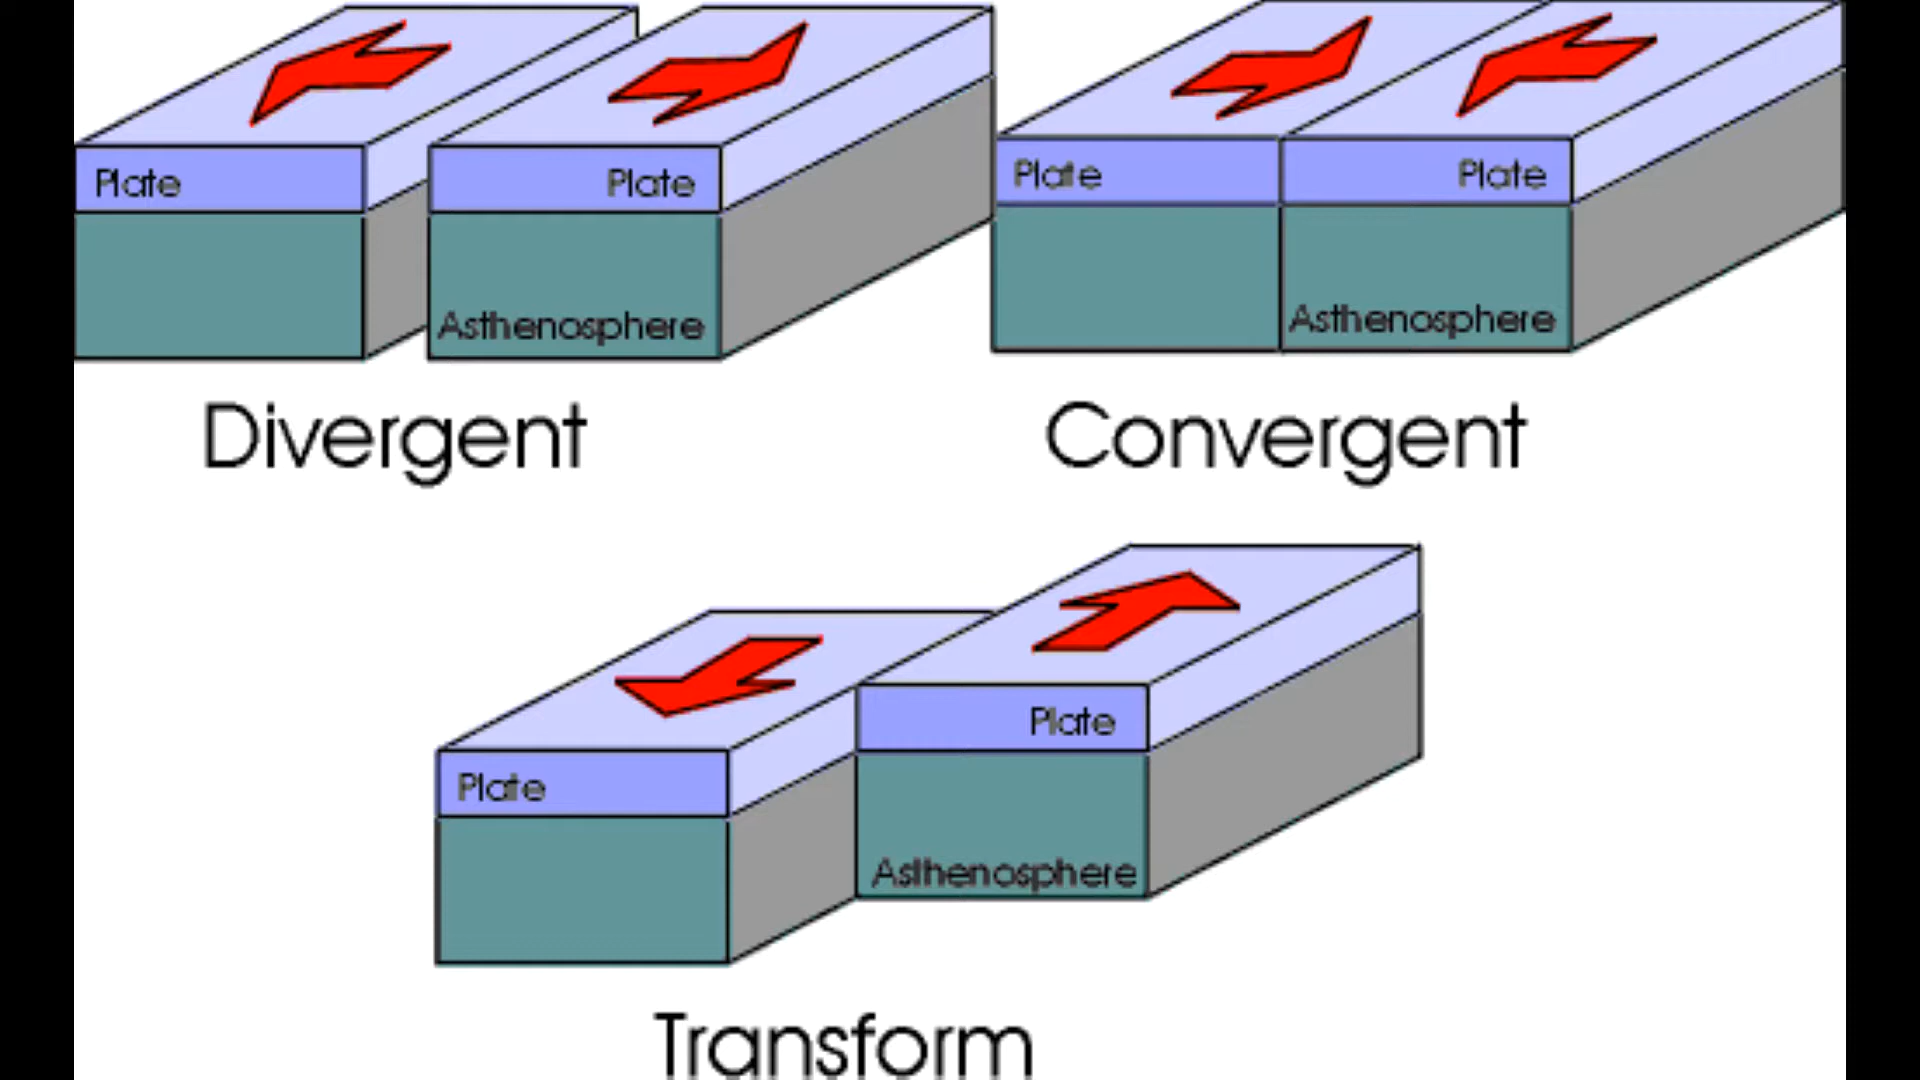 Plate
Plate
Asthenosphere
Divergent
Plate
Plate
Asthenosphere
Convergent
Plate
Plate
Asthenosphere
Transform